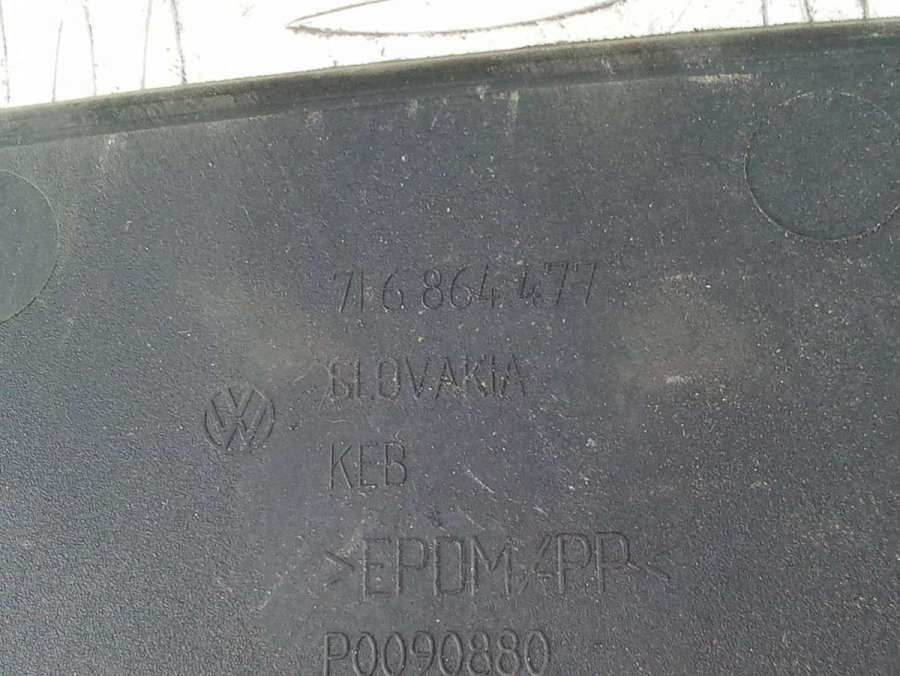 7L6 864 477
SLOVAKIA
KEB
>EPDM/PP<
P0090880